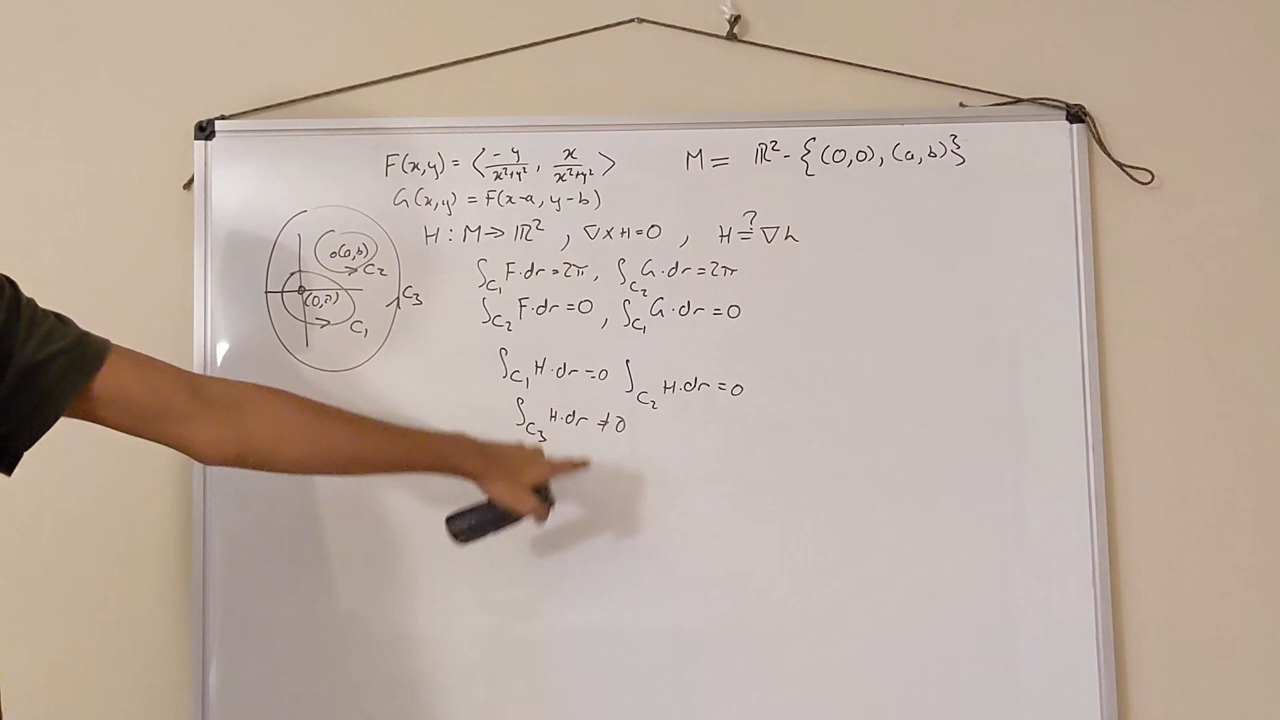 F(x,y) = ⟨-y/x²+y², x/x²+y²⟩
M = ℝ² - {(0,0), (a,b)}
G(x,y) = F(x-a, y-b)
H : M → ℝ² , ∇×H=0 , H ?= ∇h
∫C₁ F·dr = 2π, ∫C₂ G·dr = 2π
∫C₂ F·dr = 0 , ∫C₁ G·dr = 0
∫C₁ H·dr = 0 ∫C₂ H·dr = 0
∫C₃ H·dr ≠ 0
(a,b)
C₂
(0,0)
C₃
C₁